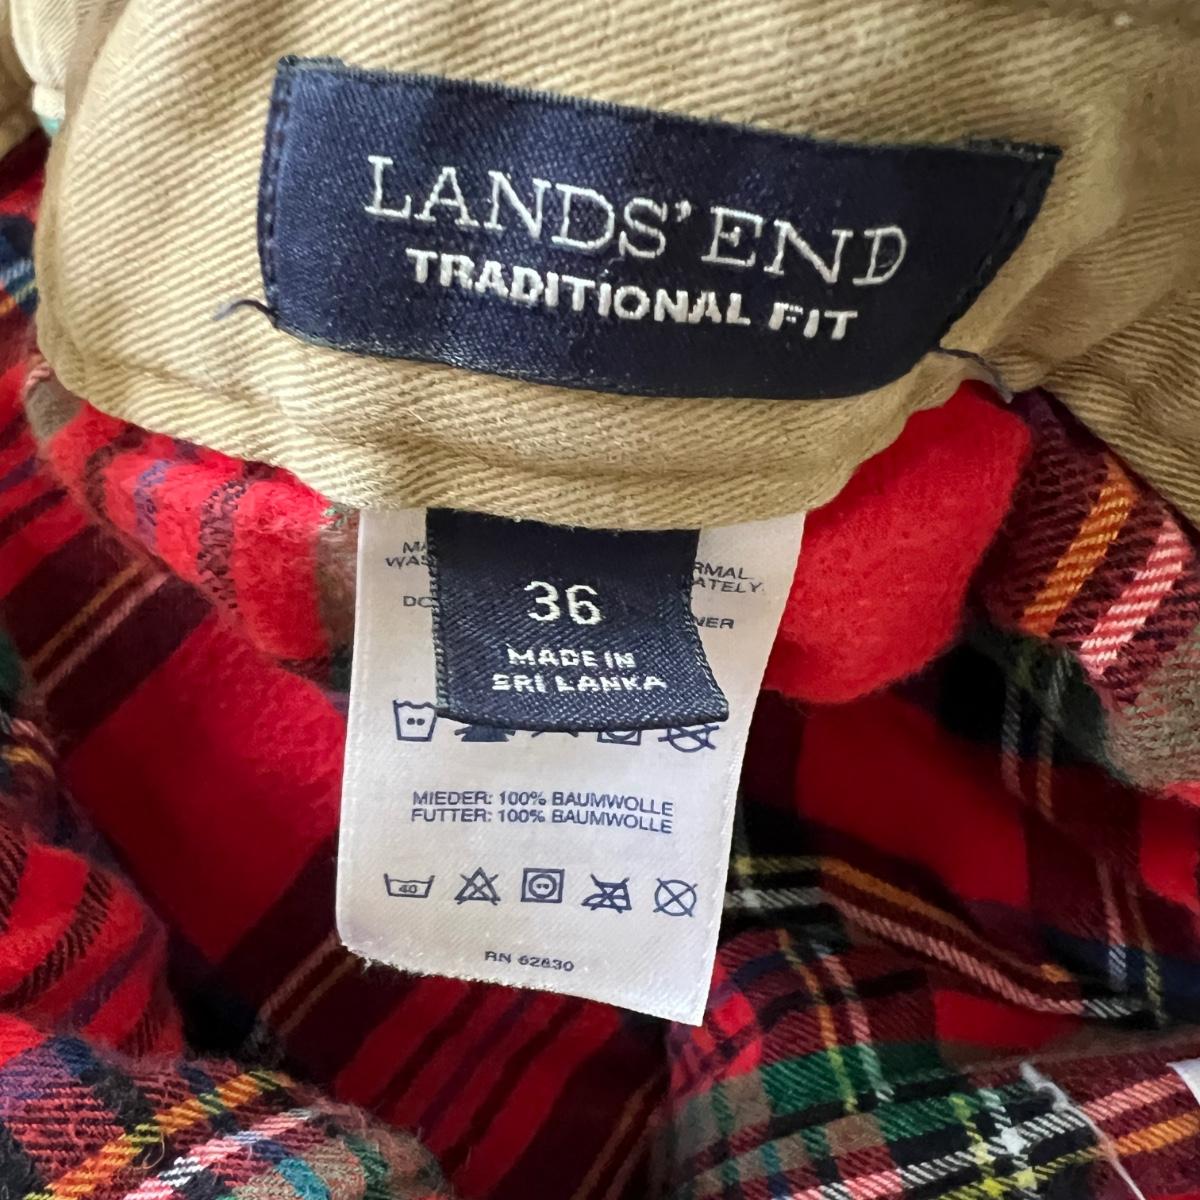 LANDS' END
TRADITIONAL FIT
36
MADE IN
SRI LANKA
MIEDER: 100% BAUMWOLLE
FUTTER: 100% BAUMWOLLE
40
RN 62830